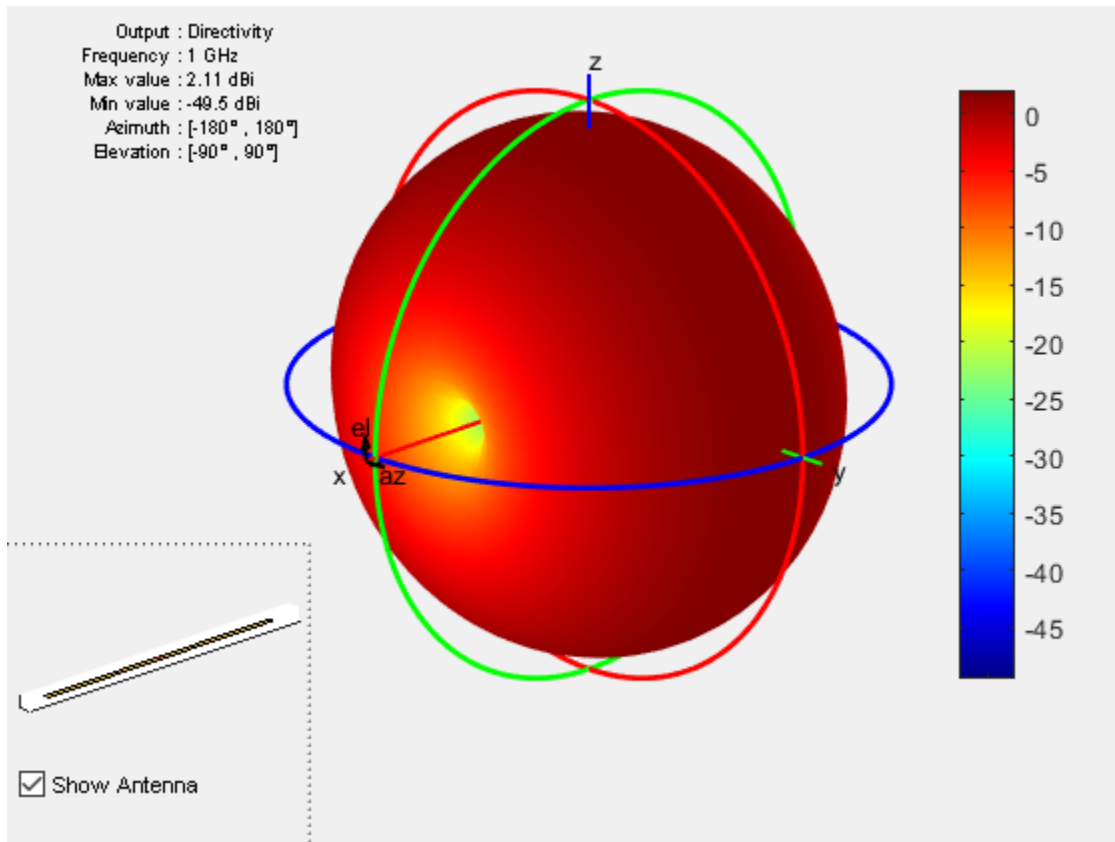 Output : Directivity
Frequency : 1 GHz
Max value : 2.11 dBi
Min value : -49.5 dBi
Azimuth : [-180° , 180°]
Elevation : [-90° , 90°]
z
0
-5
-10
-15
-20
-25
-30
-35
-40
-45
el
x
az
y
Show Antenna